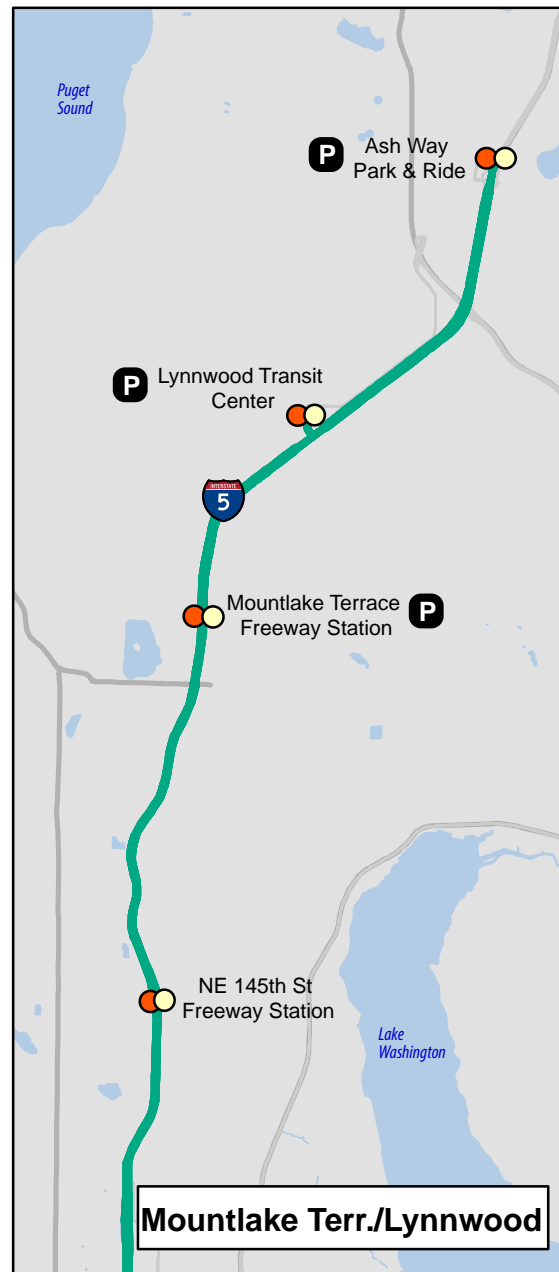 Puget
Sound
P
Ash Way
Park & Ride
P
Lynnwood Transit
Center
INTERSTATE
5
Mountlake Terrace
Freeway Station
P
NE 145th St
Freeway Station
Lake
Washington
Mountlake Terr./Lynnwood